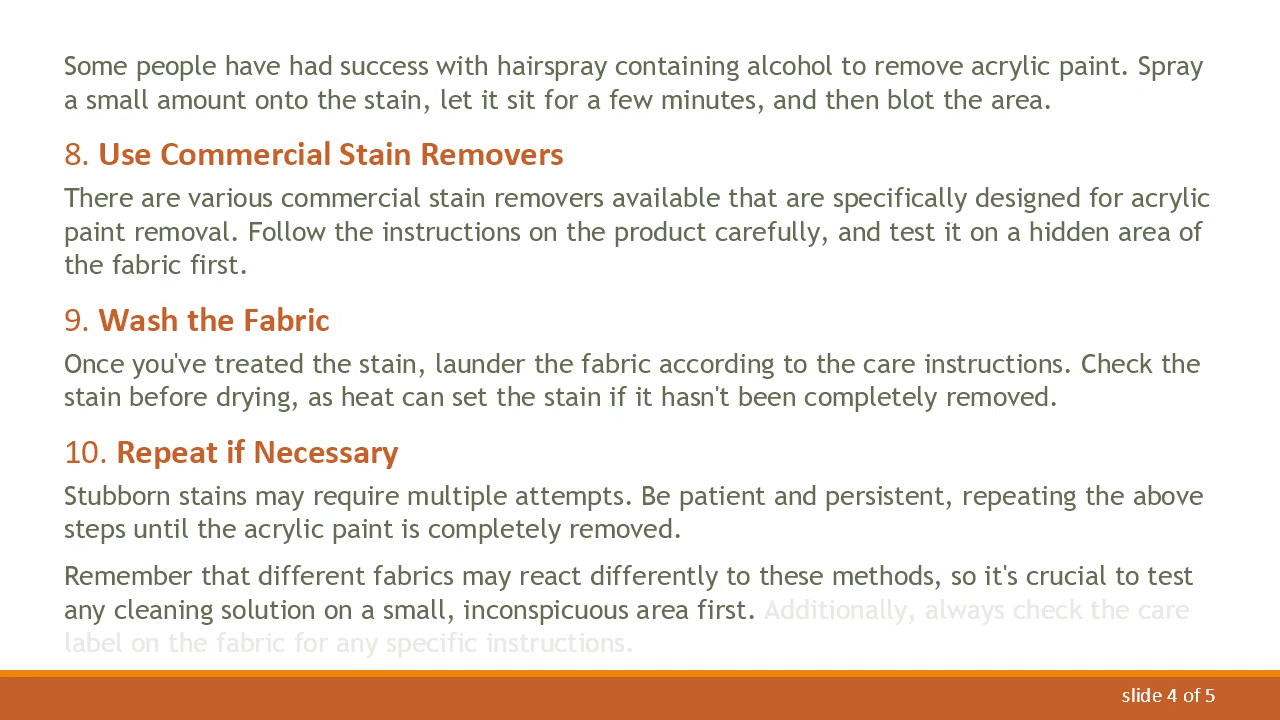 Some people have had success with hairspray containing alcohol to remove acrylic paint. Spray
a small amount onto the stain, let it sit for a few minutes, and then blot the area.
8. Use Commercial Stain Removers
There are various commercial stain removers available that are specifically designed for acrylic
paint removal. Follow the instructions on the product carefully, and test it on a hidden area of
the fabric first.
9. Wash the Fabric
Once you've treated the stain, launder the fabric according to the care instructions. Check the
stain before drying, as heat can set the stain if it hasn't been completely removed.
10. Repeat if Necessary
Stubborn stains may require multiple attempts. Be patient and persistent, repeating the above
steps until the acrylic paint is completely removed.
Remember that different fabrics may react differently to these methods, so it's crucial to test
any cleaning solution on a small, inconspicuous area first. Additionally, always check the care
label on the fabric for any specific instructions.
slide 4 of 5